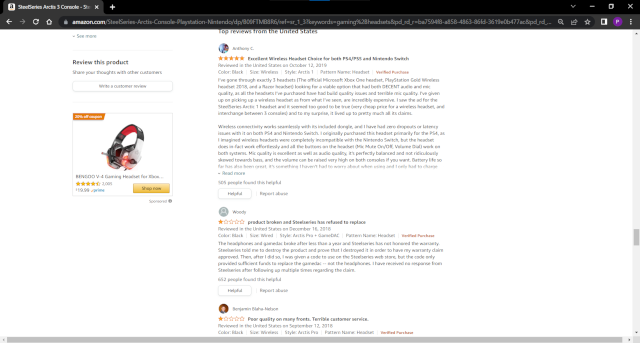 SteelSeries Arctis 3 Console - St
amazon.com/SteelSeries-Arctis-Console-Playstation-Nintendo/dp/B09FTMBBR6/ref=sr_1_3?keywords=gaming%2Bheadsets&pd_rd_r=ba7594f8-a858-4863-86fd-361fe0b477ac&pd_rd_...
See more
Review this product
Share your thoughts with other customers
Write a customer review
20% off coupon
BENGOO V-4 Gaming Headset for Xbox...
Shop now
Sponsored
Top reviews from the United States
Anthony C.
Excellent Wireless Headset Choice for both PS4/PS5 and Nintendo Switch
Reviewed in the United States on October 12, 2019
Color: Black | Size: Wireless | Style: Arctis 1 | Pattern Name: Headset | Verified Purchase
I've gone through exactly 3 headsets (The official Microsoft Xbox One headset, PlayStation Gold Wireless
headset 2018, and a Razer headset) looking for a viable option that had both DECENT audio and mic
quality, as all the headsets I've purchased have had build quality issues and terrible mic quality. I've given
up on picking up a wireless headset as from what I've seen, are incredibly expensive. I saw the ad for the
SteelSeries Arctis 1 headset and it seemed too good to be true (very cheap price for a wireless headset, and
interchange between 3 consoles) and to my surprise, it lived up to pretty much all its claims.
Wireless connectivity works seamlessly with its included dongle, and I have had zero dropouts or latency
issues with it on both PS4 and Nintendo Switch. I originally purchased this headset primarily for the PS4, as
I imagined wireless headsets were completely incompatible with the Nintendo Switch, but the headset
does in fact work effortlessly and all the buttons on the headset (Mic Mute On/Off, Volume Dial) work on
both systems. Mic quality is excellent as well as audio quality, it's perfectly balanced and not ridiculously
skewed towards bass, and the volume can be raised very high on both consoles if you want. Battery life so
far has also been great, it's something I haven't had to worry about when using and I only had to charge
Read more
505 people found this helpful
Helpful | Report abuse
Woody
product broken and Steelseries has refused to replace
Reviewed in the United States on December 16, 2018
Color: Black | Size: Wired | Style: Arctis Pro + GameDAC | Pattern Name: Headset | Verified Purchase
The headphones and gamedac broke after less than a year and Steelseries has not honored the warranty.
Steelseries told me to destroy the product and prove that I destroyed it in order to have my warranty claim
approved. Then, after I did so, I was given a code to use on the Steelseries web store, but the code only
provided sufficient funds to replace the gamedac -- not the headphones. I have received no response from
Steelseries after following up multiple times regarding the claim.
652 people found this helpful
Helpful | Report abuse
Benjamin Blaha-Nelson
Poor quality on many fronts. Terrible customer service.
Reviewed in the United States on September 12, 2018
Color: Black | Size: Wireless | Style: Arctis Pro | Pattern Name: Headset | Verified Purchase